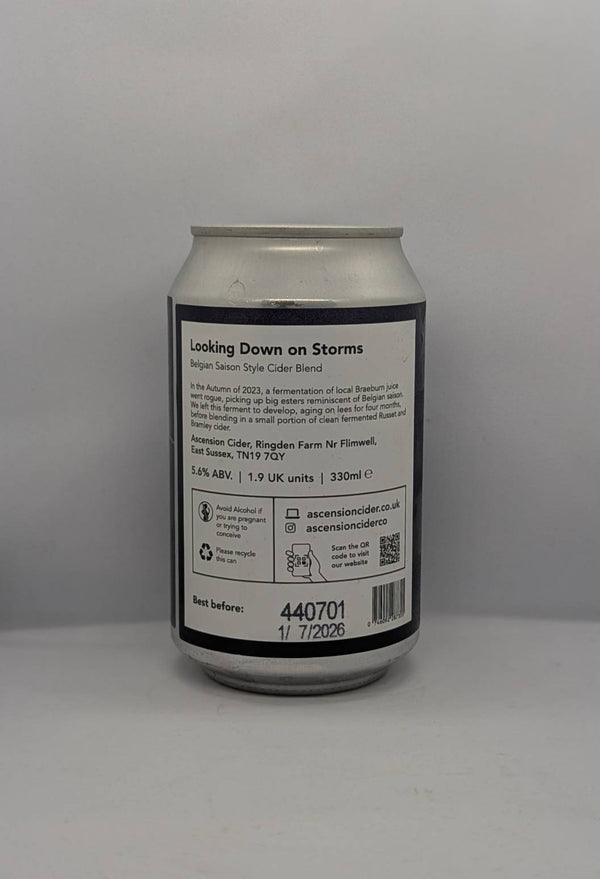 Looking Down on Storms
Belgian Saison Style Cider Blend
In the Autumn of 2023, a fermentation of local Braeburn juice
went rogue, picking up big esters reminiscent of Belgian saison.
We left this ferment to develop, aging on lees for four months,
before blending in a small portion of clean fermented Russet and
Bramley cider.
Ascension Cider, Ringden Farm Nr Flimwell,
East Sussex, TN19 7QY
5.6% ABV. | 1.9 UK units | 330ml ℮
Avoid Alcohol if
you are pregnant
or trying to
conceive
Please recycle
this can
ascensioncider.co.uk
ascensionciderco
Scan the QR
code to visit
our website
Best before:
440701
1/ 7/2026